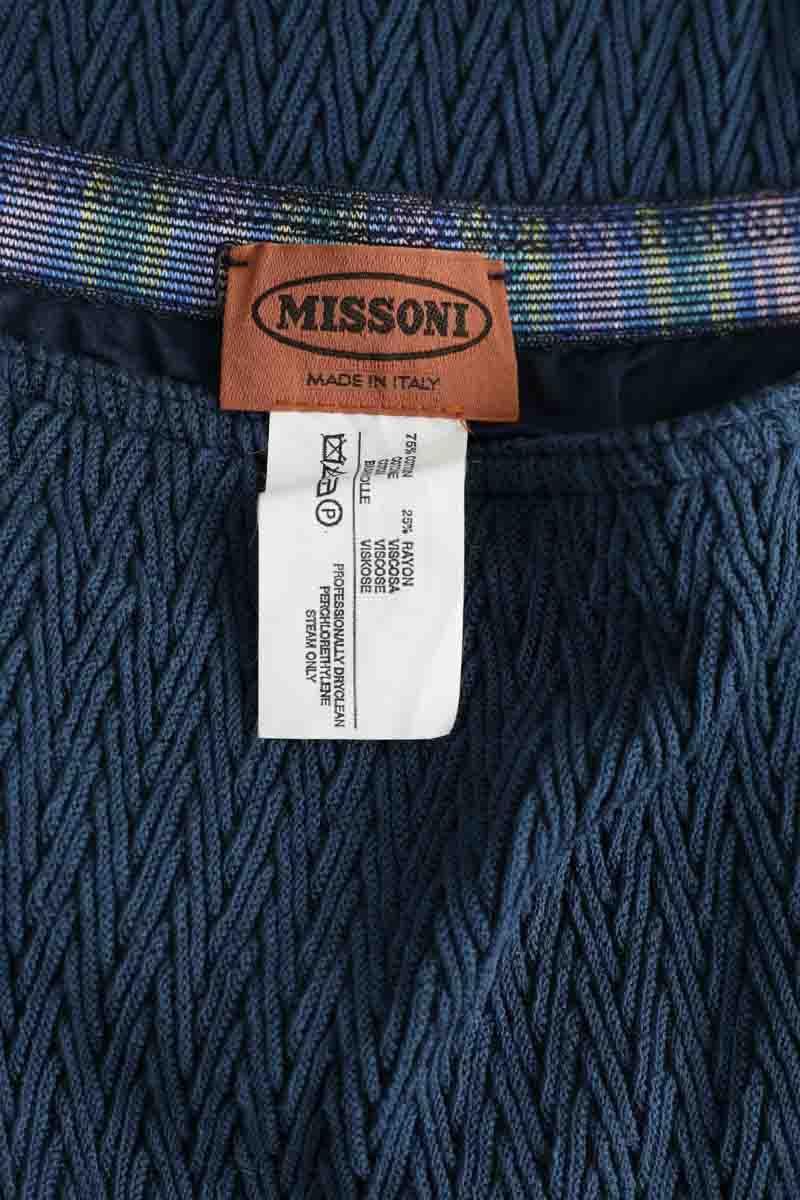 MISSONI
MADE IN ITALY
75% COTTON
COTONE
COTON
BAUMWOLLE
25% RAYON
VISCOSA
VISCOSE
VISKOSE
P
PROFESSIONALLY DRYCLEAN
PERCHLORETHYLENE
STEAM ONLY